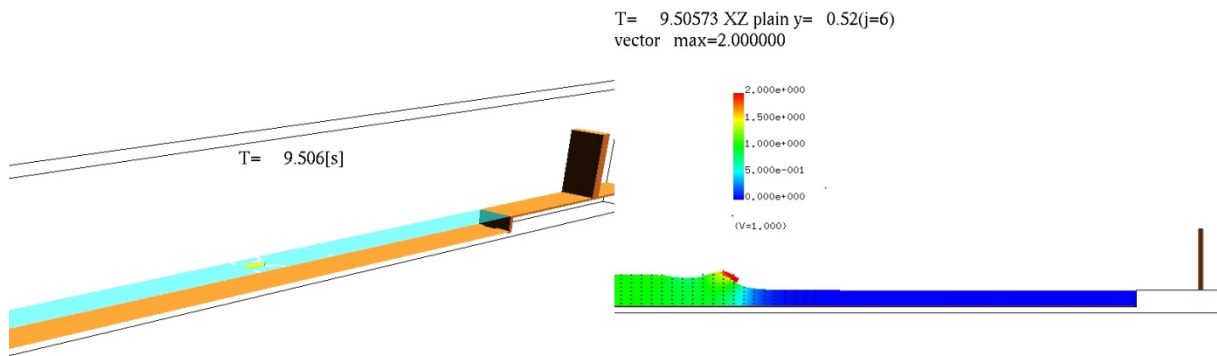 T= 9.506[s]
T= 9.50573 XZ plain y= 0.52(j=6)
vector max=2.000000
2.000e+000
1.500e+000
1.000e+000
5.000e-001
0.000e+000
(V=1.000)